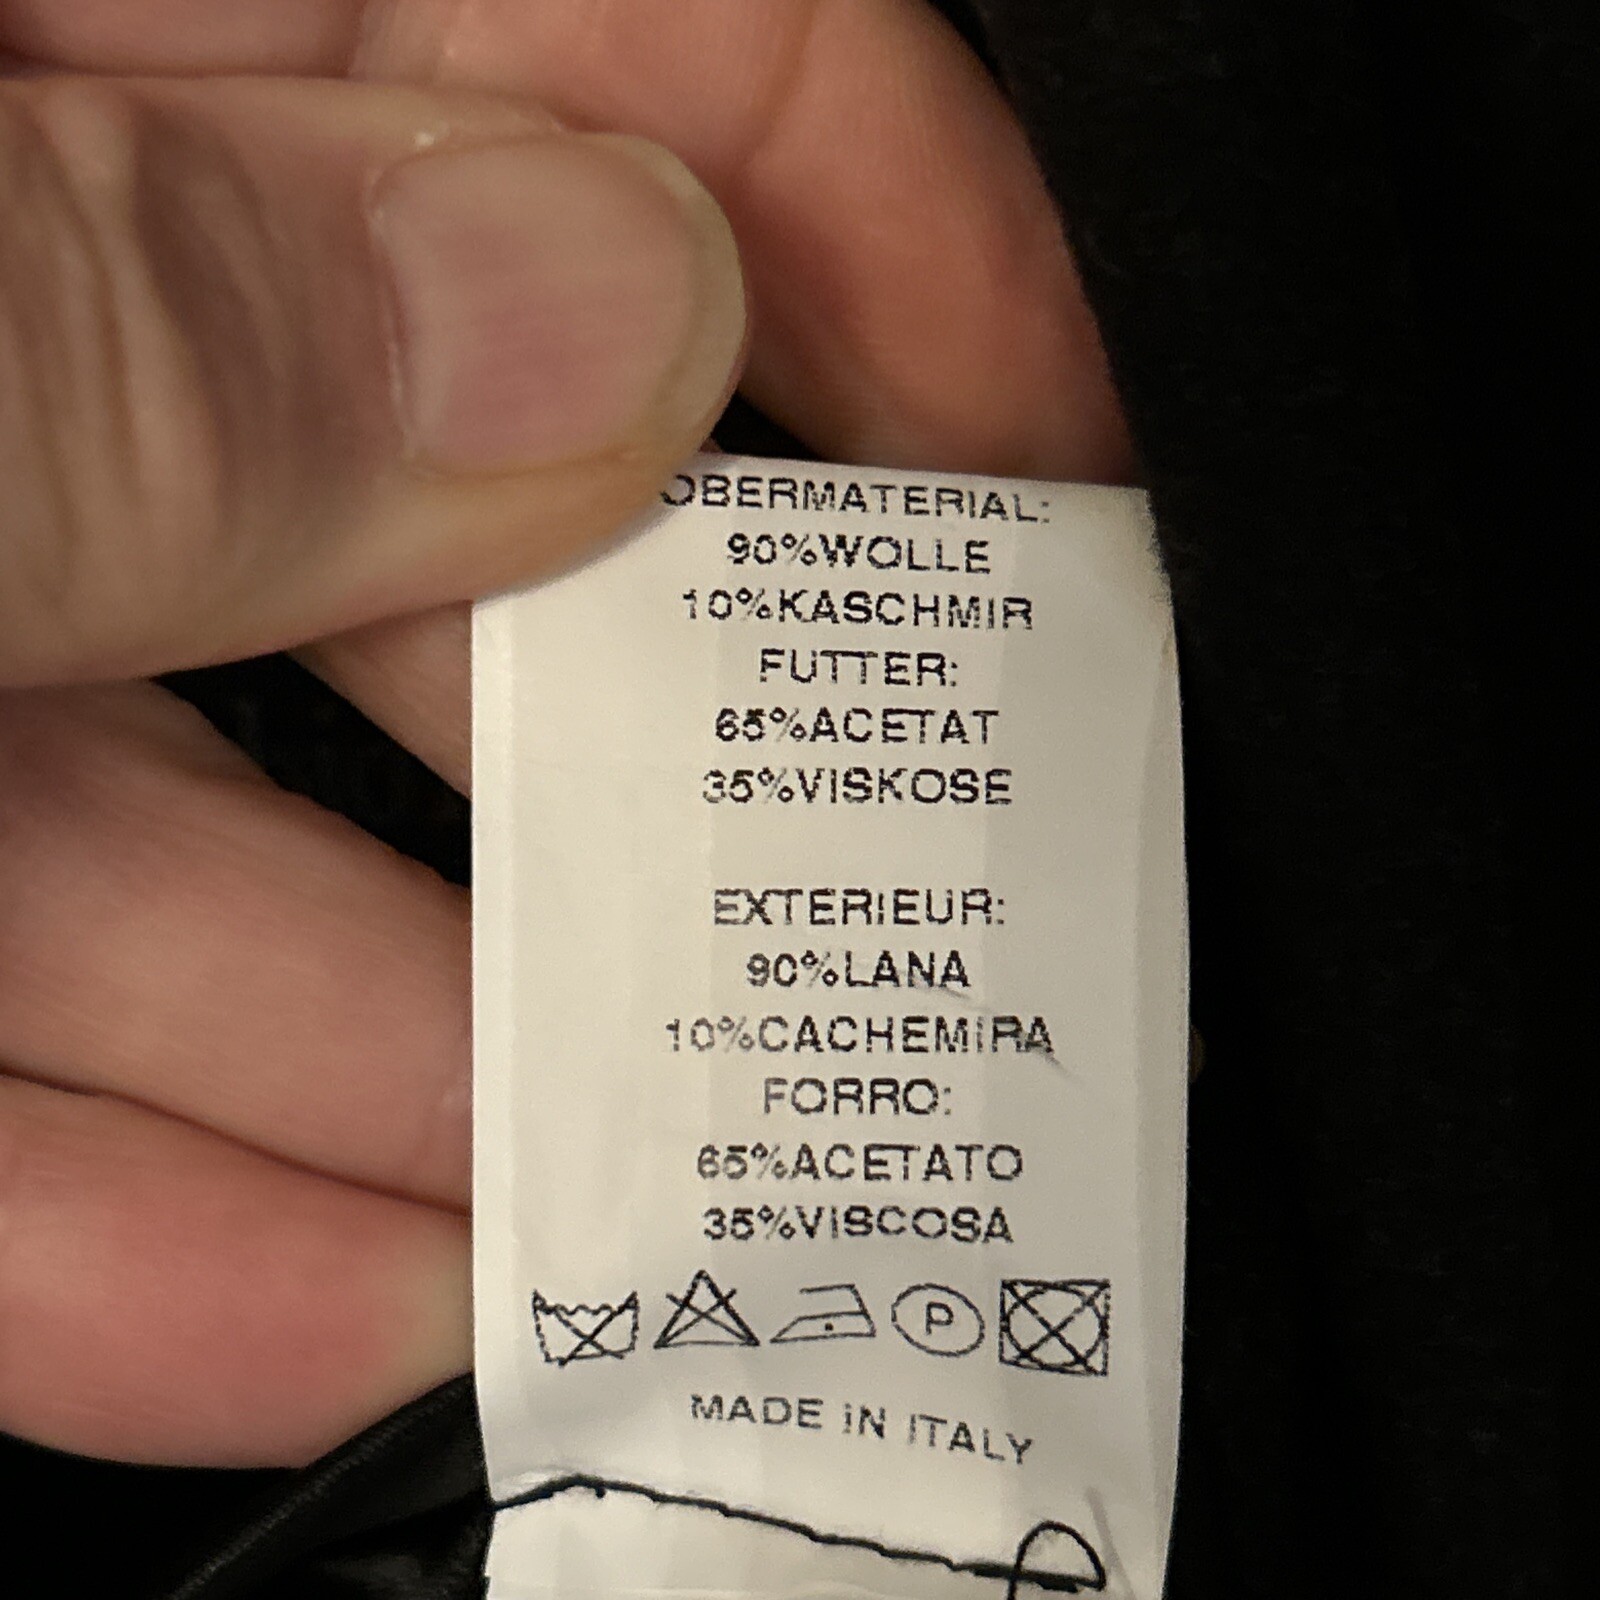 OBERMATERIAL:
90%WOLLE
10%KASCHMIR
FUTTER:
65%ACETAT
35%VISKOSE
EXTERIEUR:
90%LANA
10%CACHEMIRA
FORRO:
65%ACETATO
35%VISCOSA
P
MADE IN ITALY